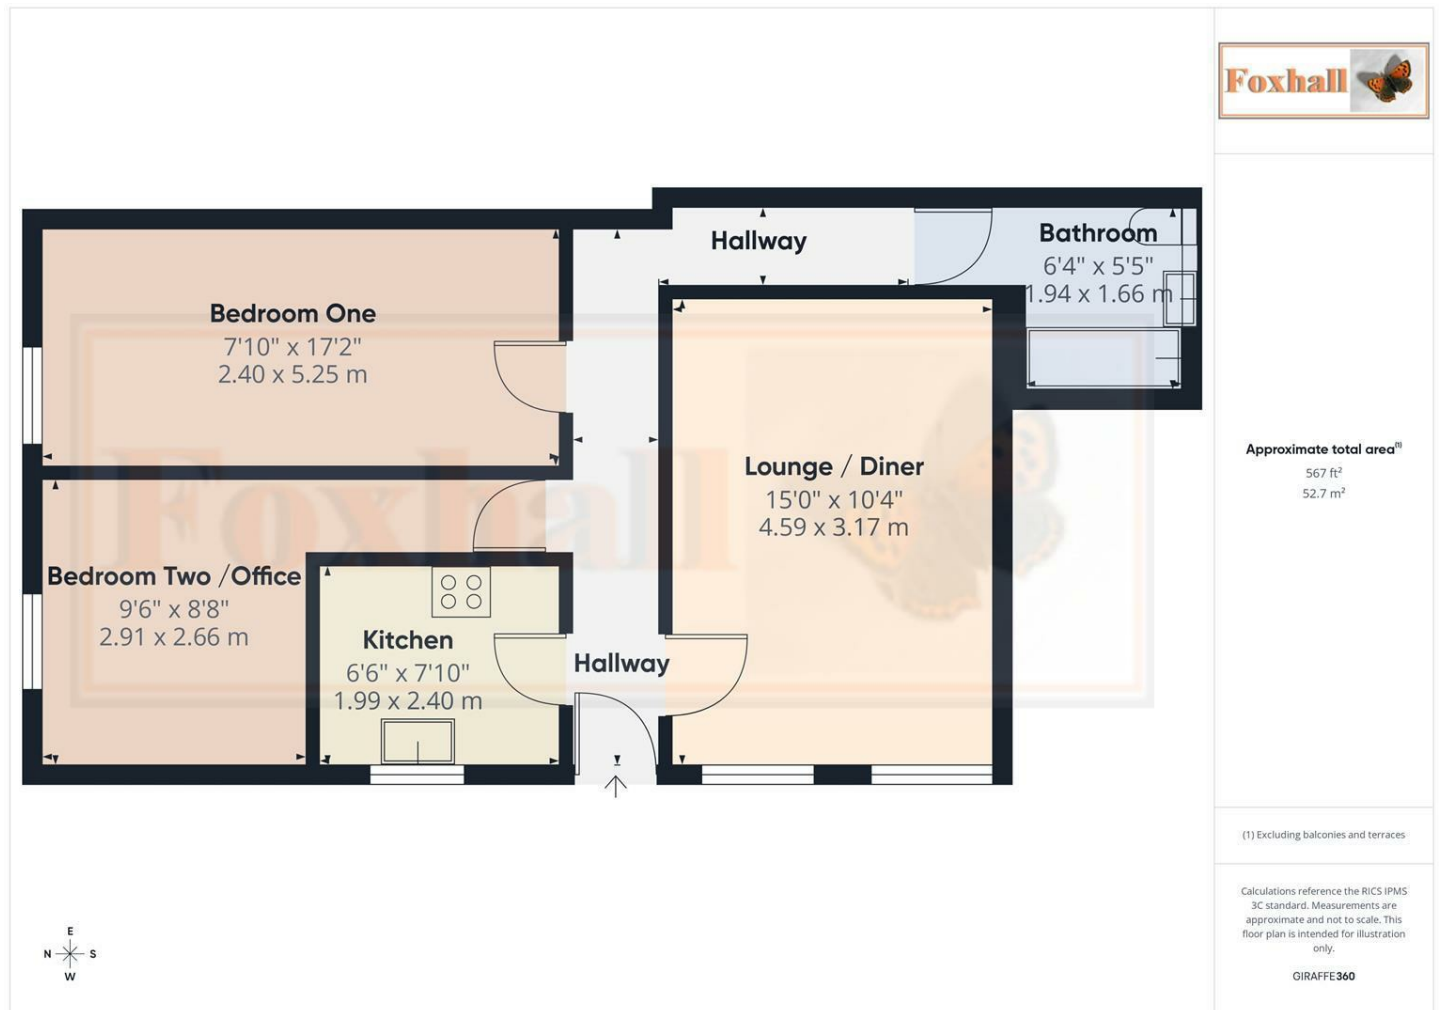 Foxhall
Hallway
Bathroom
6'4" x 5'5"
1.94 x 1.66 m
Bedroom One
7'10" x 17'2"
2.40 x 5.25 m
Lounge / Diner
15'0" x 10'4"
4.59 x 3.17 m
Foxhall
Bedroom Two /Office
9'6" x 8'8"
2.91 x 2.66 m
Kitchen
6'6" x 7'10"
1.99 x 2.40 m
Hallway
Approximate total area(1)
567 ft²
52.7 m²
(1) Excluding balconies and terraces
Calculations reference the RICS IPMS
3C standard. Measurements are
approximate and not to scale. This
floor plan is intended for illustration
only.
GIRAFFE360
E
N S
W